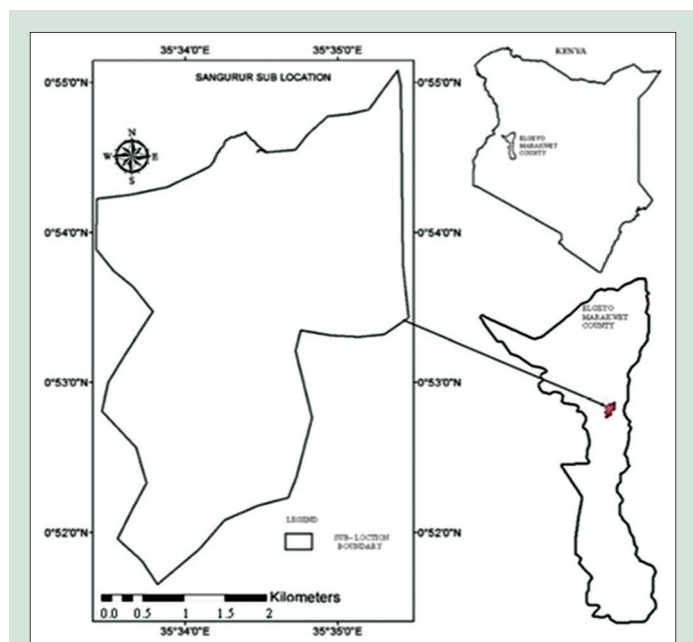 35°34'0"E
35°35'0"E
KENYA
SANGURUR SUB LOCATION
0°55'0"N
0°55'0"N
N
W
E
S
ELGEYO
MARAKWET
COUNTY
0°54'0"N
0°54'0"N
ELGEYO
MARAKWET
COUNTY
0°53'0"N
0°53'0"N
LEGEND
SUB-LOCTION
BOUNDARY
0°52'0"N
0°52'0"N
Kilometers
0.0 0.5 1 1.5 2
35°34'0"E
35°35'0"E